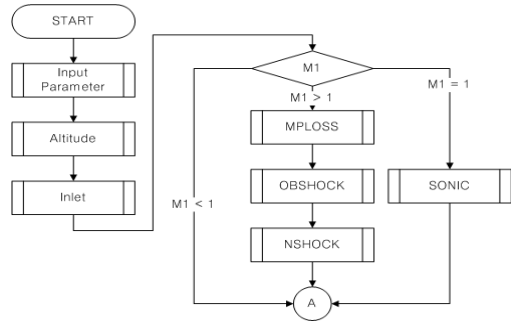 START
Input
Parameter
Altitude
Inlet
M1
M1 > 1
M1 = 1
MPLOSS
OBSHOCK
SONIC
M1 < 1
NSHOCK
A